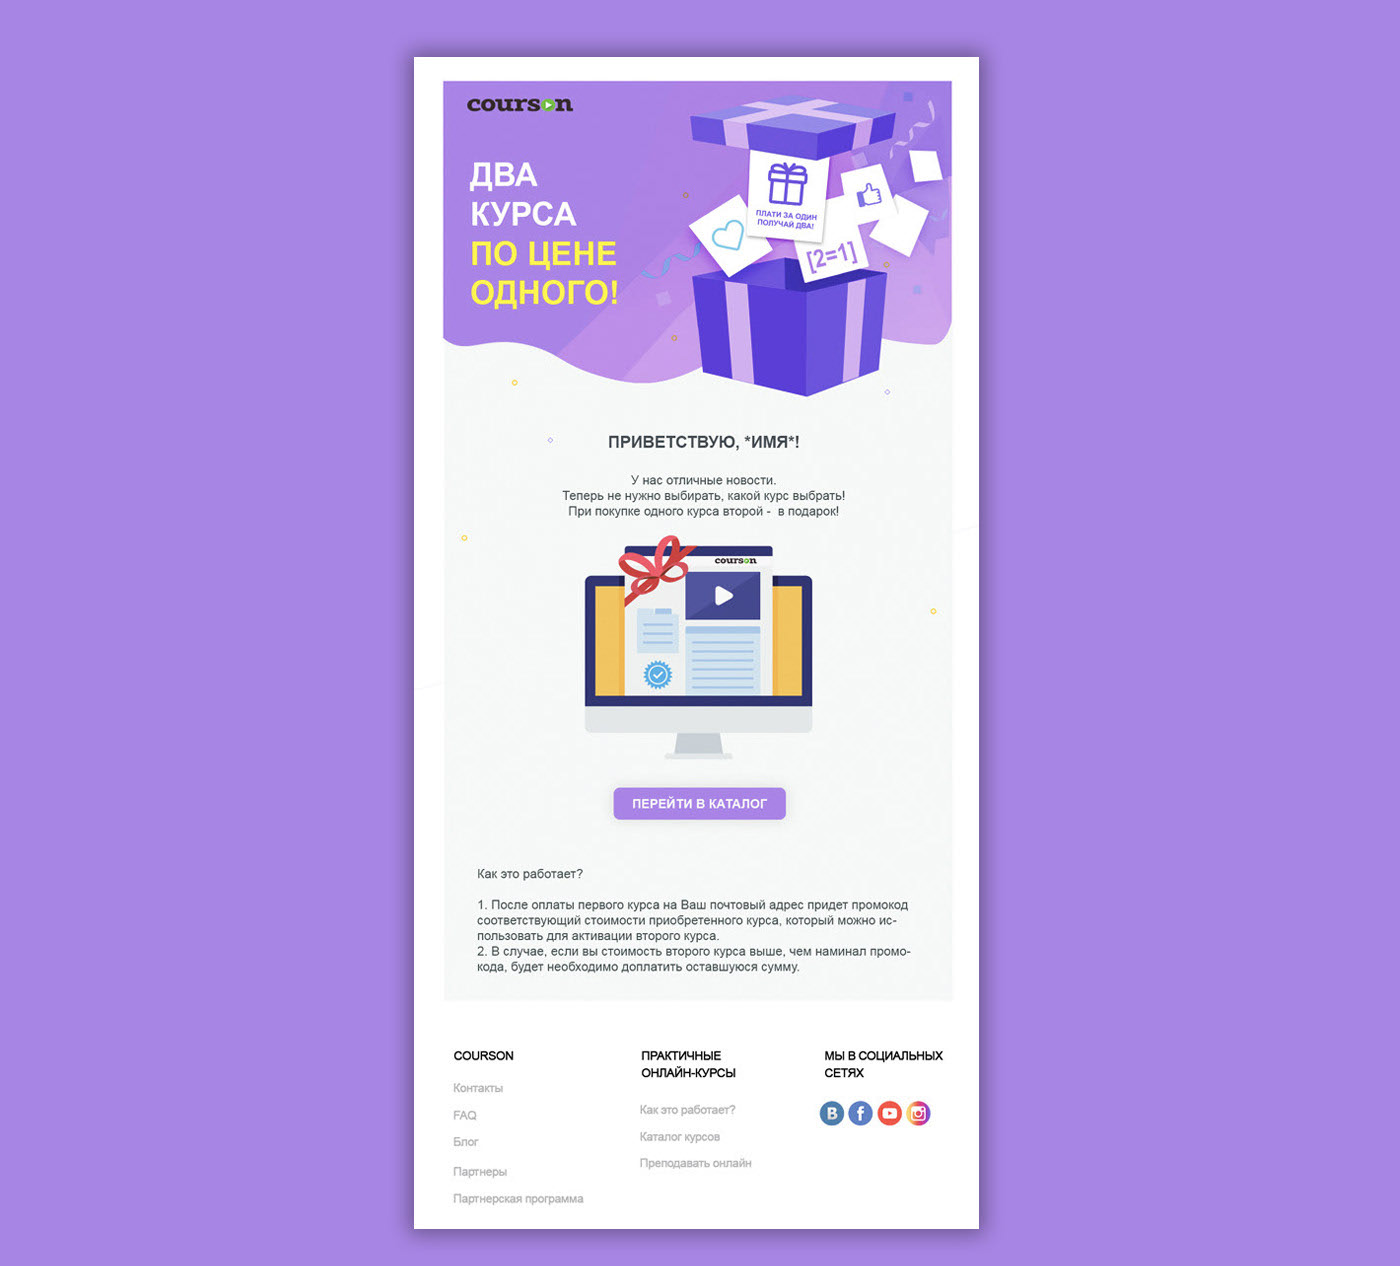 courson
ДВА
КУРСА
ПО ЦЕНЕ
ОДНОГО!
ПЛАТИ ЗА ОДИН
ПОЛУЧАЙ ДВА!
[2=1]
ПРИВЕТСТВУЮ, *ИМЯ*!
У нас отличные новости.
Теперь не нужно выбирать, какой курс выбрать!
При покупке одного курса второй - в подарок!
courson
ПЕРЕЙТИ В КАТАЛОГ
Как это работает?
1. После оплаты первого курса на Ваш почтовый адрес придет промокод
соответствующий стоимости приобретенного курса, который можно ис-
пользовать для активации второго курса.
2. В случае, если вы стоимость второго курса выше, чем наминал промо-
кода, будет необходимо доплатить оставшуюся сумму.
COURSON
Контакты
FAQ
Блог
Партнеры
Партнерская программа
ПРАКТИЧНЫЕ
ОНЛАЙН-КУРСЫ
Как это работает?
Каталог курсов
Преподавать онлайн
МЫ В СОЦИАЛЬНЫХ
СЕТЯХ